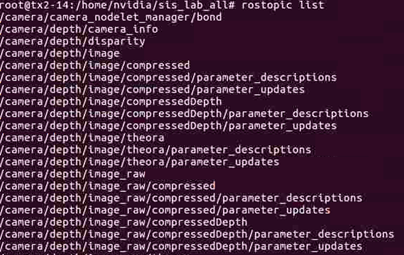 root@tx2-14:/home/nvidia/sis_lab_all# rostopic list
/camera/camera_nodelet_manager/bond
/camera/depth/camera_info
/camera/depth/disparity
/camera/depth/image
/camera/depth/image/compressed
/camera/depth/image/compressed/parameter_descriptions
/camera/depth/image/compressed/parameter_updates
/camera/depth/image/compressedDepth
/camera/depth/image/compressedDepth/parameter_descriptions
/camera/depth/image/compressedDepth/parameter_updates
/camera/depth/image/theora
/camera/depth/image/theora/parameter_descriptions
/camera/depth/image/theora/parameter_updates
/camera/depth/image_raw
/camera/depth/image_raw/compressed
/camera/depth/image_raw/compressed/parameter_descriptions
/camera/depth/image_raw/compressed/parameter_updates
/camera/depth/image_raw/compressedDepth
/camera/depth/image_raw/compressedDepth/parameter_descriptions
/camera/depth/image_raw/compressedDepth/parameter_updates